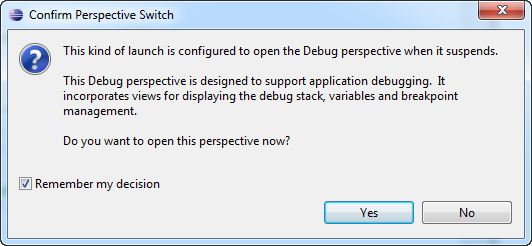 Confirm Perspective Switch
This kind of launch is configured to open the Debug perspective when it suspends.
This Debug perspective is designed to support application debugging. It
incorporates views for displaying the debug stack, variables and breakpoint
management.
Do you want to open this perspective now?
Remember my decision
Yes
No